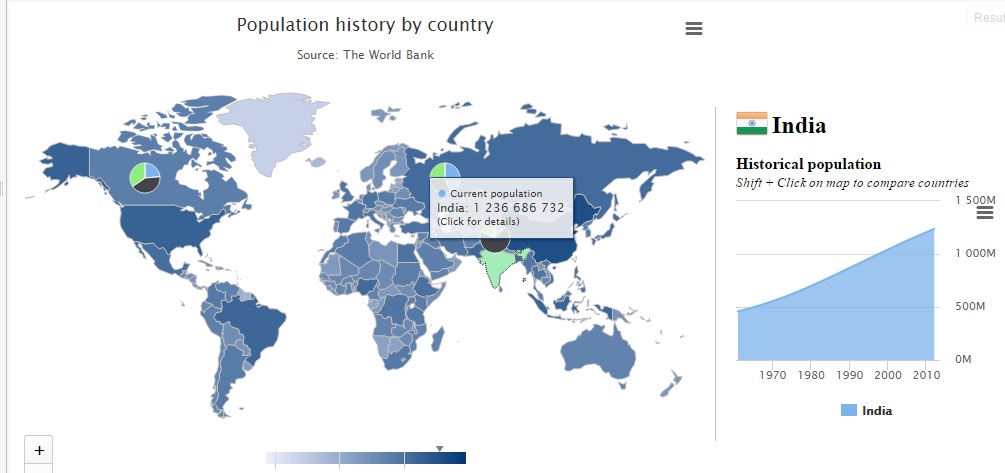 Population history by country
Source: The World Bank
Current population
India: 1 236 686 732
(Click for details)
+
India
Historical population
Shift + Click on map to compare countries
1 500M
1 000M
500M
0M
1970 1980 1990 2000 2010
India